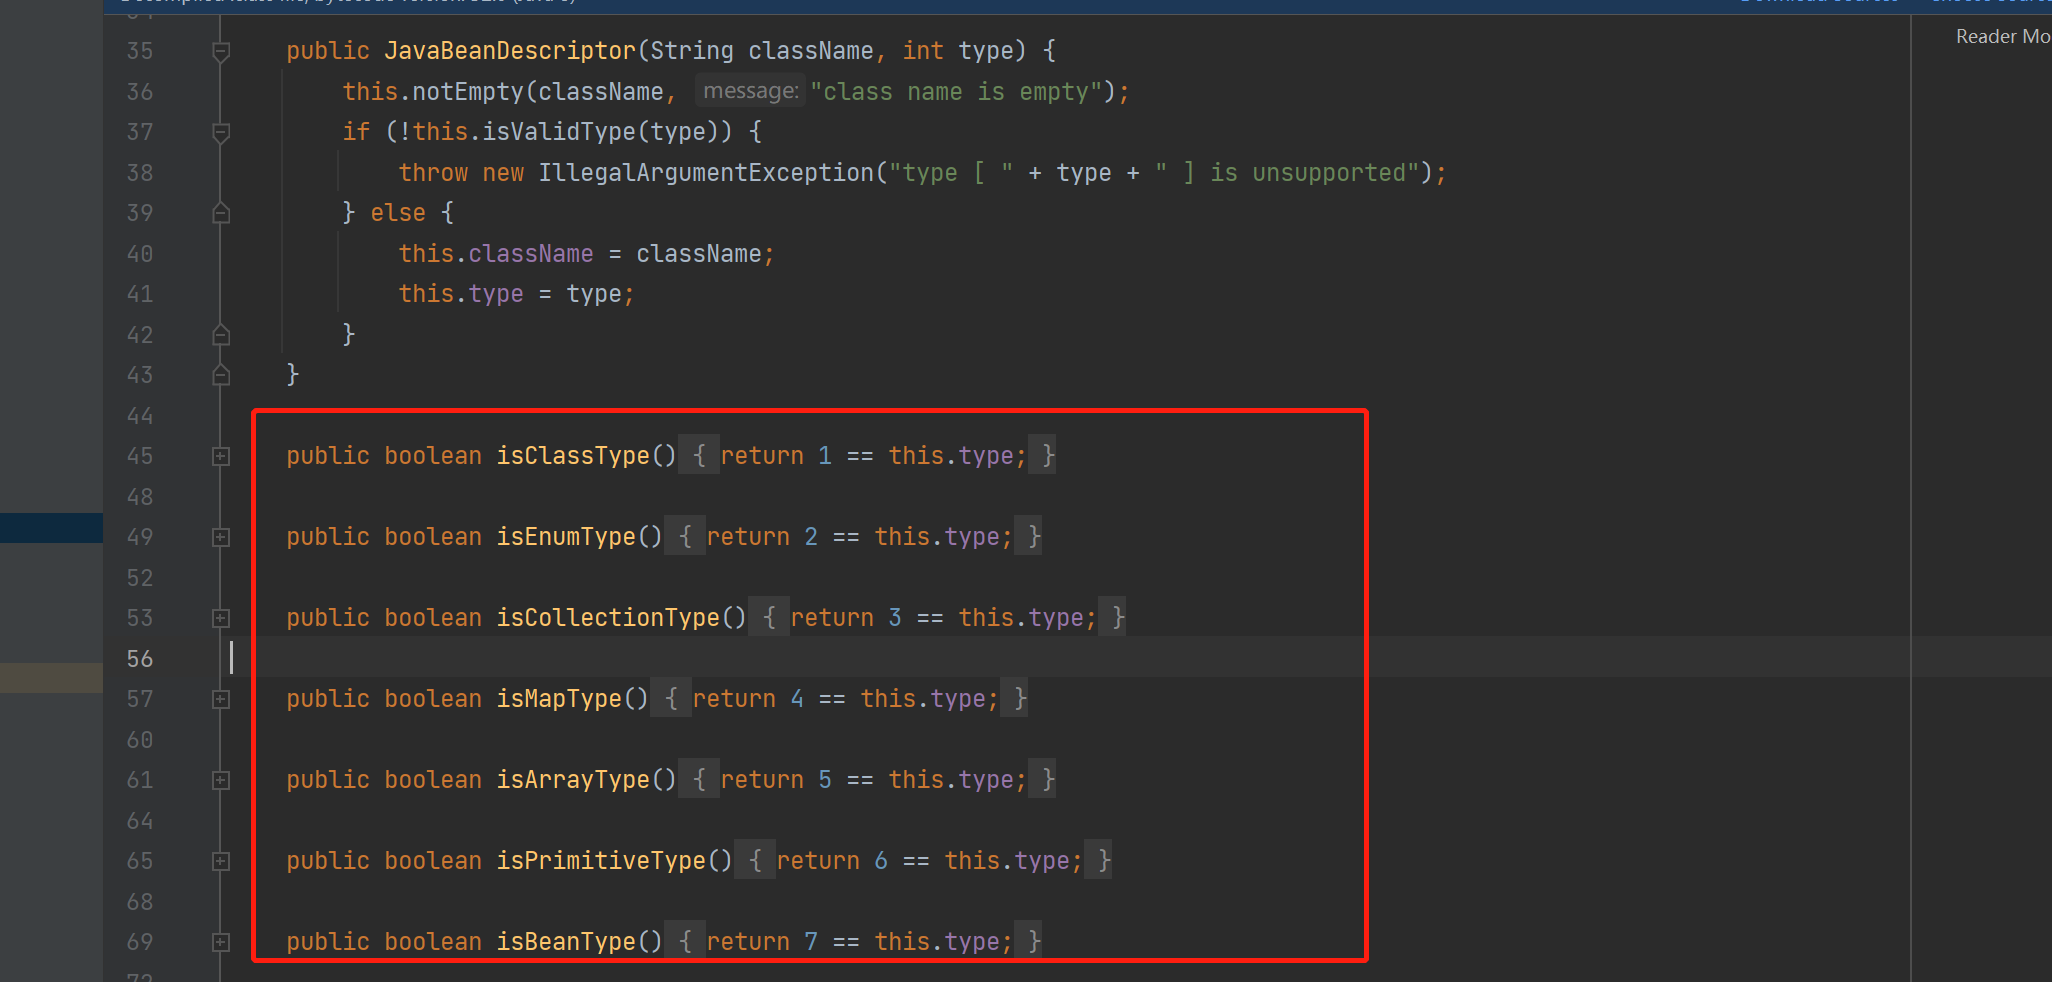 Reader Mo
35 public JavaBeanDescriptor(String className, int type) {
36 this.notEmpty(className, message: "class name is empty");
37 if (!this.isValidType(type)) {
38 throw new IllegalArgumentException("type [ " + type + " ] is unsupported");
39 } else {
40 this.className = className;
41 this.type = type;
42 }
43 }
44
45 public boolean isClassType() { return 1 == this.type; }
48
49 public boolean isEnumType() { return 2 == this.type; }
52
53 public boolean isCollectionType() { return 3 == this.type; }
56
57 public boolean isMapType() { return 4 == this.type; }
60
61 public boolean isArrayType() { return 5 == this.type; }
64
65 public boolean isPrimitiveType() { return 6 == this.type; }
68
69 public boolean isBeanType() { return 7 == this.type; }